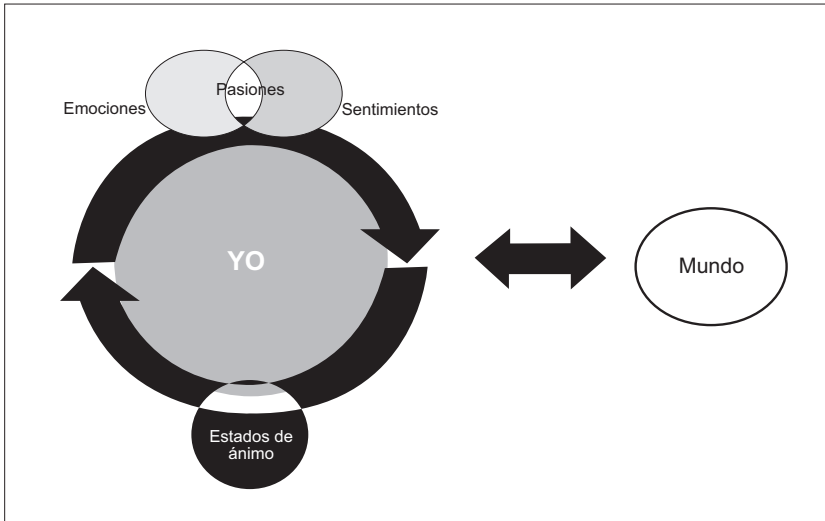 Pasiones
Emociones
Sentimientos
YO
Mundo
Estados de
ánimo